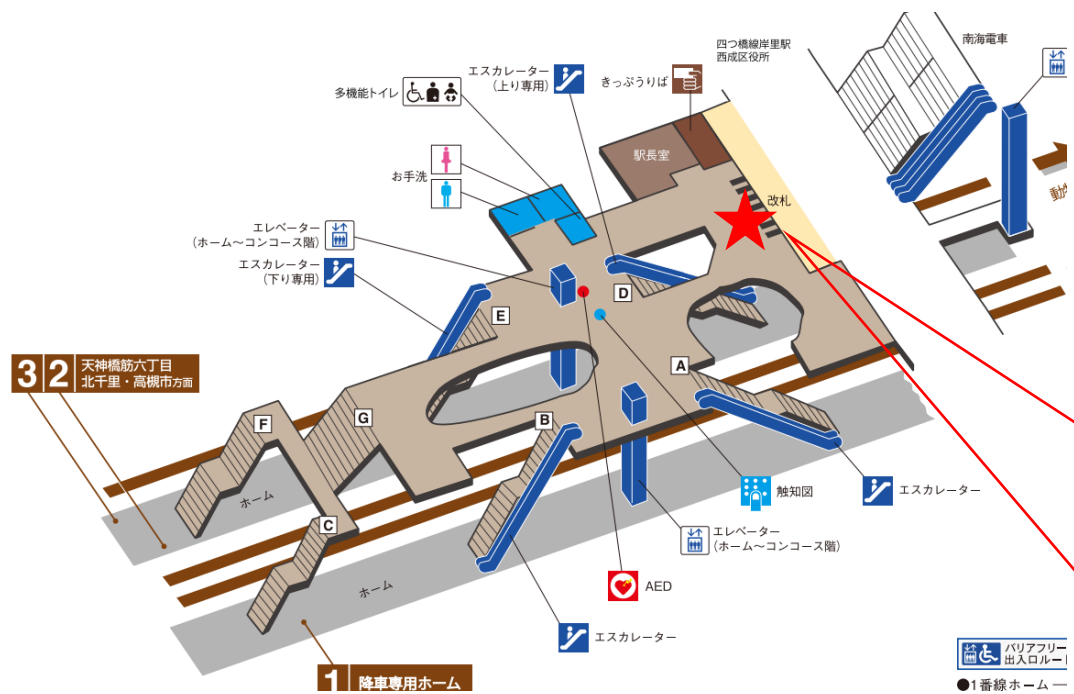 四つ橋線岸里駅
西成区役所
南海電車
エスカレーター
(上り専用)
きっぷうりば
多機能トイレ
駅長室
お手洗
改札
エレベーター
(ホーム〜コンコース階)
エスカレーター
(下り専用)
D
E
A
3 2 天神橋筋六丁目
北千里・高槻市方面
F
G
B
C
ホーム
触知図
エスカレーター
エレベーター
(ホーム〜コンコース階)
ホーム
AED
エスカレーター
1 降車専用ホーム
バリアフリー
出入口ルート
●1番線ホーム